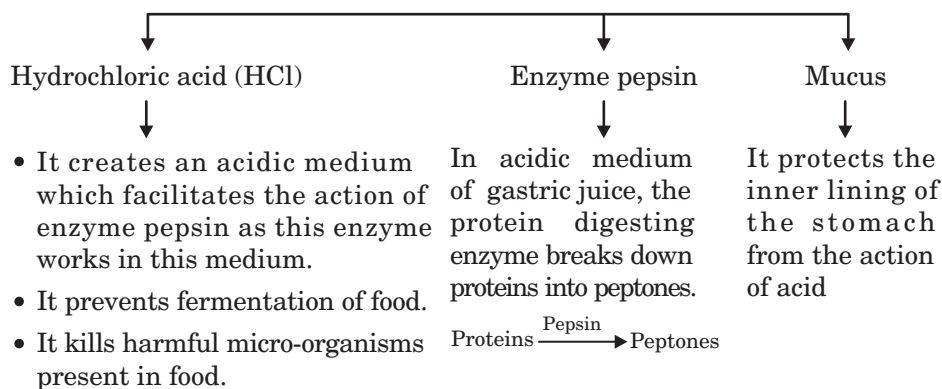 Hydrochloric acid (HCl)
Enzyme pepsin
Mucus
• It creates an acidic medium
which facilitates the action of
enzyme pepsin as this enzyme
works in this medium.
• It prevents fermentation of food.
• It kills harmful micro-organisms
present in food.
In acidic medium
of gastric juice, the
protein digesting
enzyme breaks down
proteins into peptones.
Proteins Pepsin Peptones
It protects the
inner lining of
the stomach
from the action
of acid